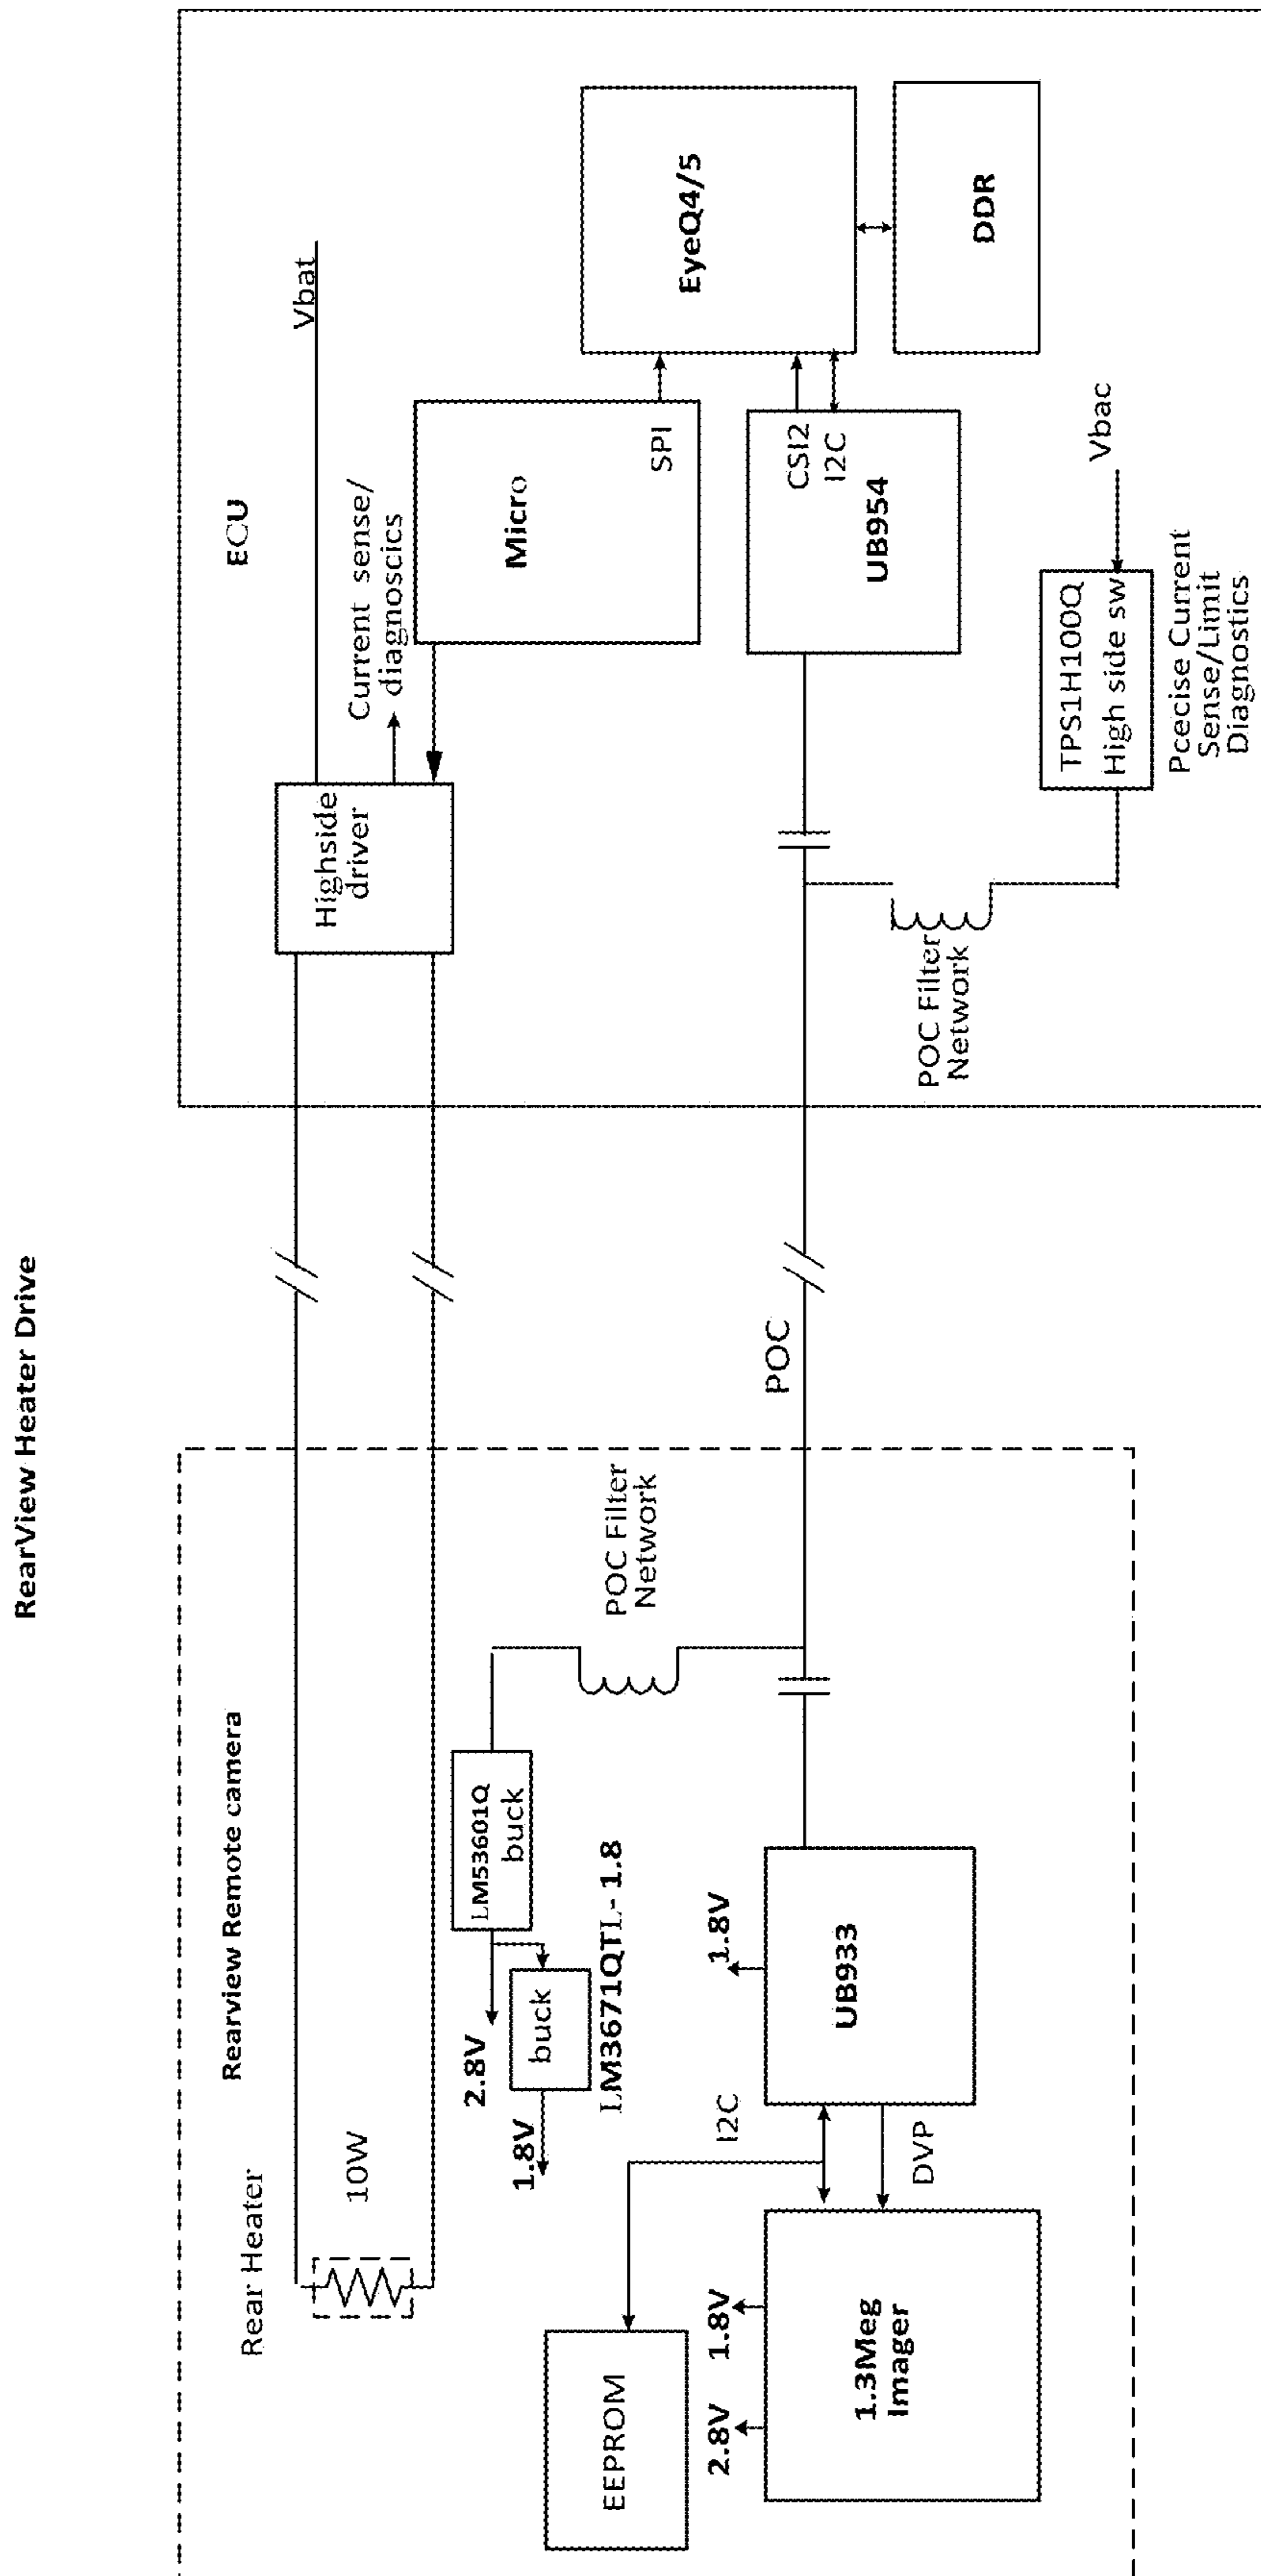 RearView Heater Drive
Rear Heater
10W
Rearview Remote camera
EEPROM
2.8V
1.8V
1.3Meg
Imager
1.8V
2.8V
buck
LM3671QTL-1.8
LM53601Q
buck
I2C
DVP
1.8V
UB933
POC Filter
Network
POC
ECU
Highside
driver
Vbat
Current sense/
diagnoscics
Micro
SPI
EyeQ4/5
DDR
CSI2
I2C
UB954
POC Filter
Network
TPS1H100Q
High side sw
Vbac
Pcecise Current
Sense/Limit
Diagnostics